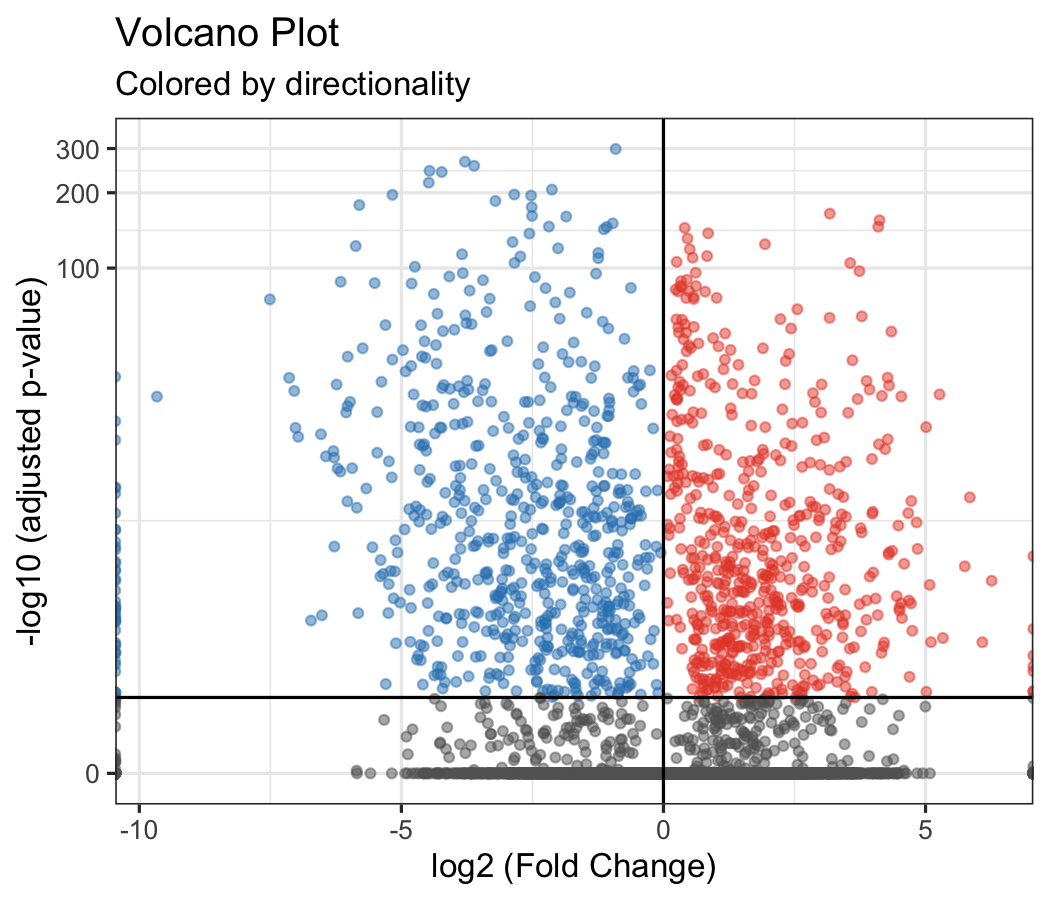 Volcano Plot
Colored by directionality
300
200
100
0
-log10 (adjusted p-value)
-10 -5 0 5
log2 (Fold Change)